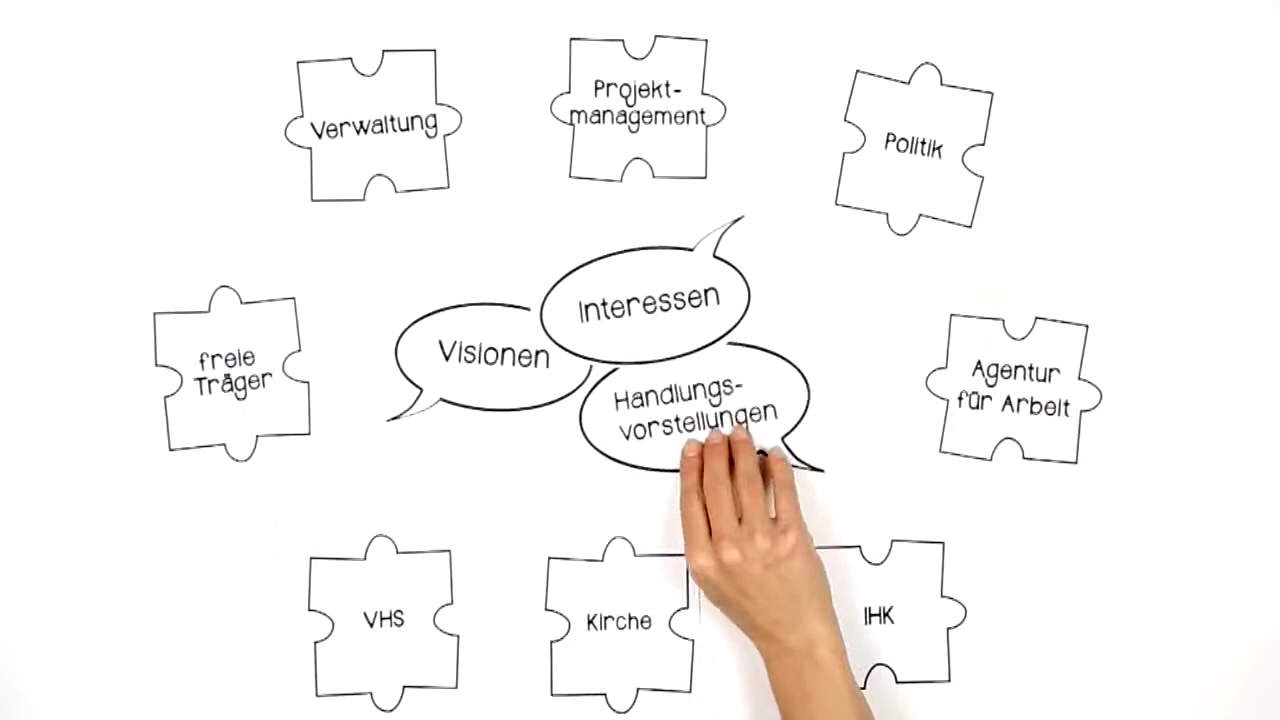 Verwaltung
Projekt-
management
Politik
Interessen
Visionen
freie
Träger
Handlungs-
vorstellungen
Agentur
für Arbeit
VHS
Kirche
IHK